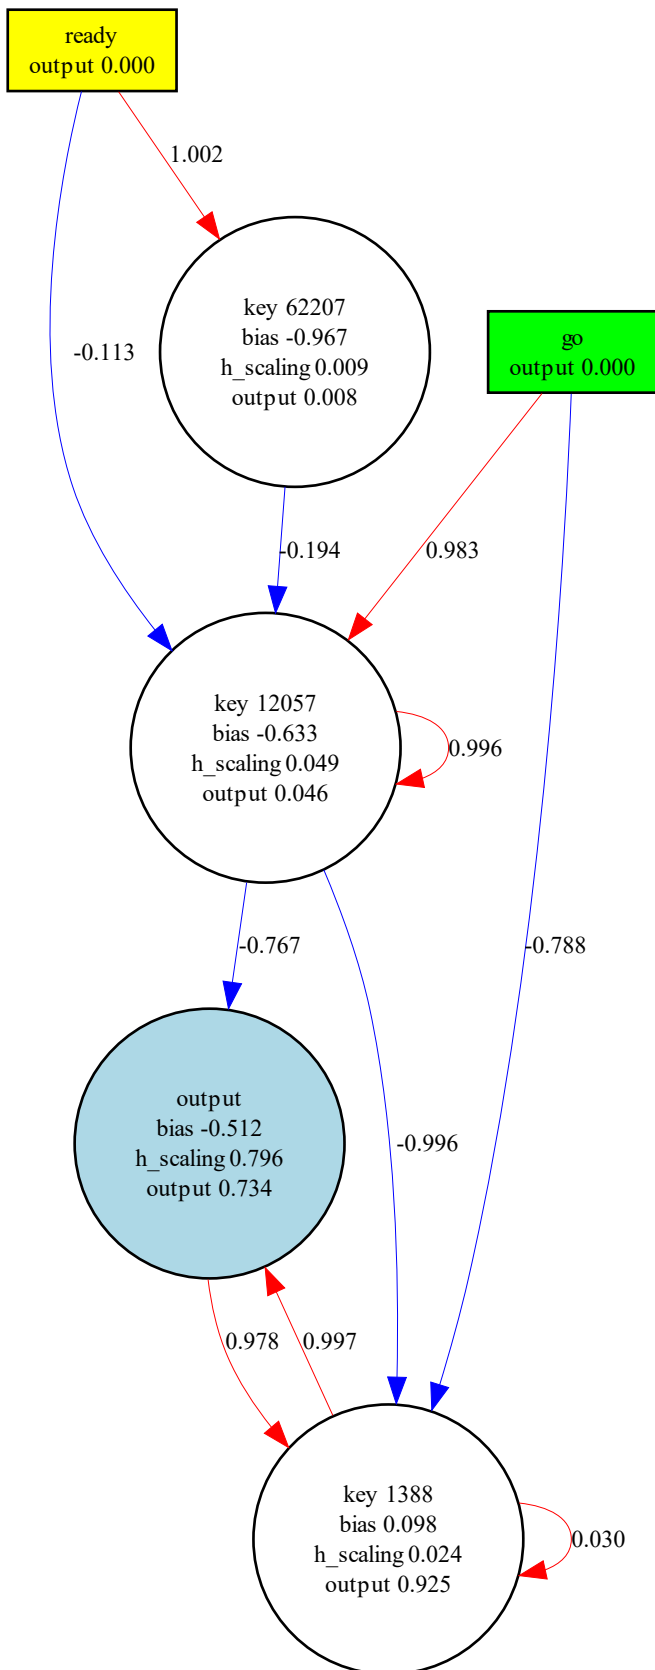 ready
output 0.000
1.002
-0.113
key 62207
bias -0.967
h_scaling 0.009
output 0.008
go
output 0.000
-0.194
0.983
key 12057
bias -0.633
h_scaling 0.049
output 0.046
0.996
-0.767
-0.788
output
bias -0.512
h_scaling 0.796
output 0.734
-0.996
0.978
0.997
key 1388
bias 0.098
h_scaling 0.024
output 0.925
0.030